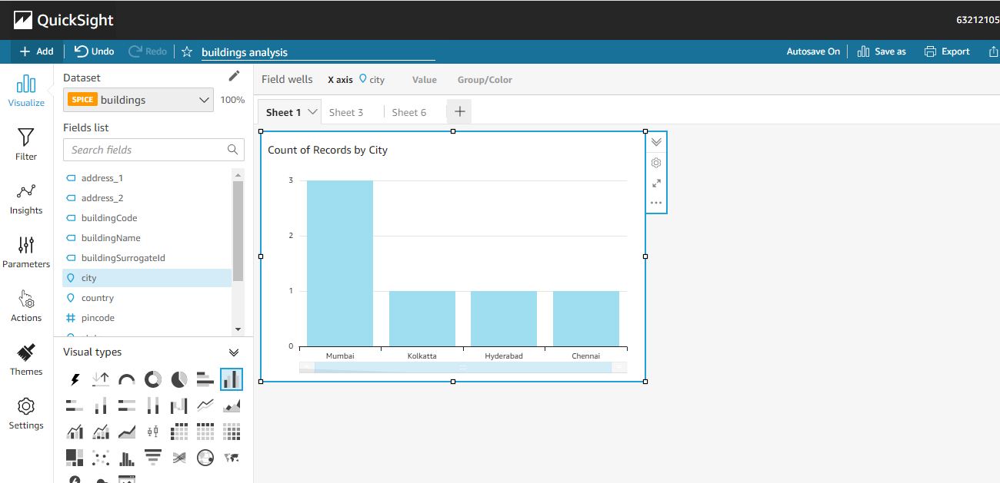 QuickSight
63212105
+ Add
Undo
Redo
buildings analysis
Autosave On
Save as
Export
Visualize
Filter
Insights
Parameters
Actions
Themes
Settings
Dataset
SPICE buildings
100%
Fields list
Search fields
address_1
address_2
buildingCode
buildingName
buildingSurrogateId
city
country
pincode
Visual types
Field wells X axis city Value Group/Color
Sheet 1 Sheet 3 Sheet 6 +
Count of Records by City
3
2
1
0
Mumbai Kolkatta Hyderabad Chennai